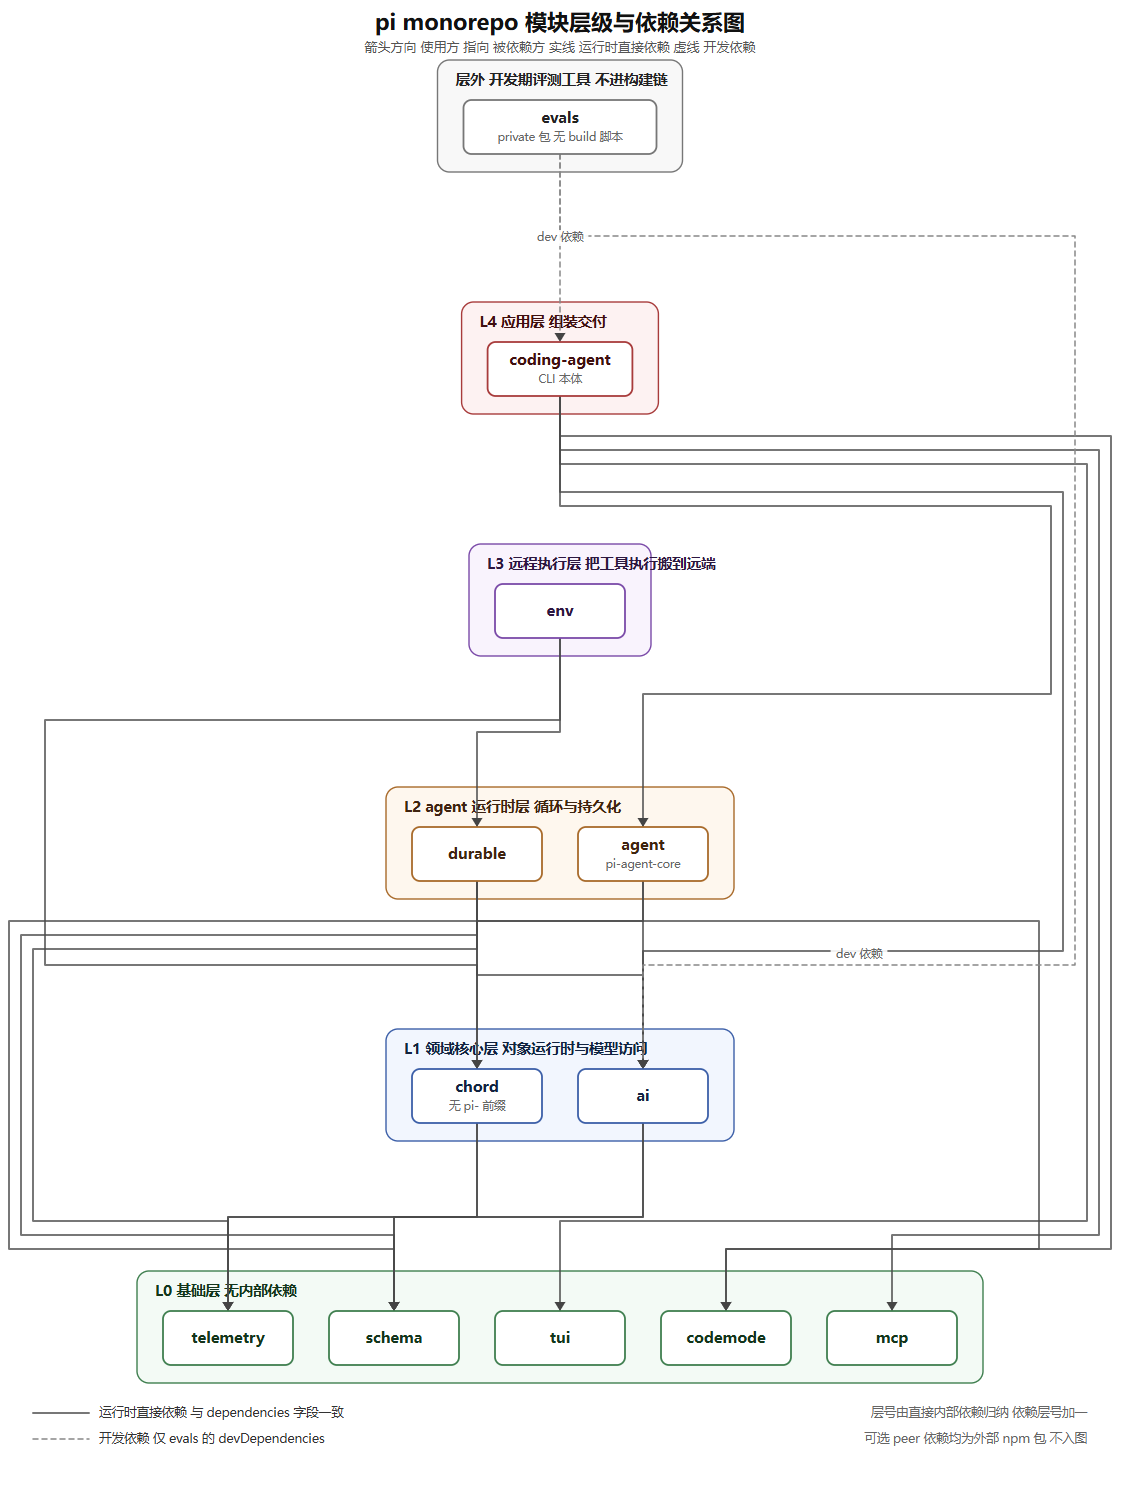 pi monorepo 模块层级与依赖关系图
箭头方向 使用方 指向 被依赖方 实线 运行时直接依赖 虚线 开发依赖
层外 开发期评测工具 不进构建链
evals
private 包 无 build 脚本
dev 依赖
L4 应用层 组装交付
coding-agent
CLI 本体
L3 远程执行层 把工具执行搬到远端
env
L2 agent 运行时层 循环与持久化
durable
agent
pi-agent-core
dev 依赖
L1 领域核心层 对象运行时与模型访问
chord
无 pi- 前缀
ai
L0 基础层 无内部依赖
telemetry
schema
tui
codemode
mcp
运行时直接依赖 与 dependencies 字段一致
层号由直接内部依赖归纳 依赖层号加一
开发依赖 仅 evals 的 devDependencies
可选 peer 依赖均为外部 npm 包 不入图